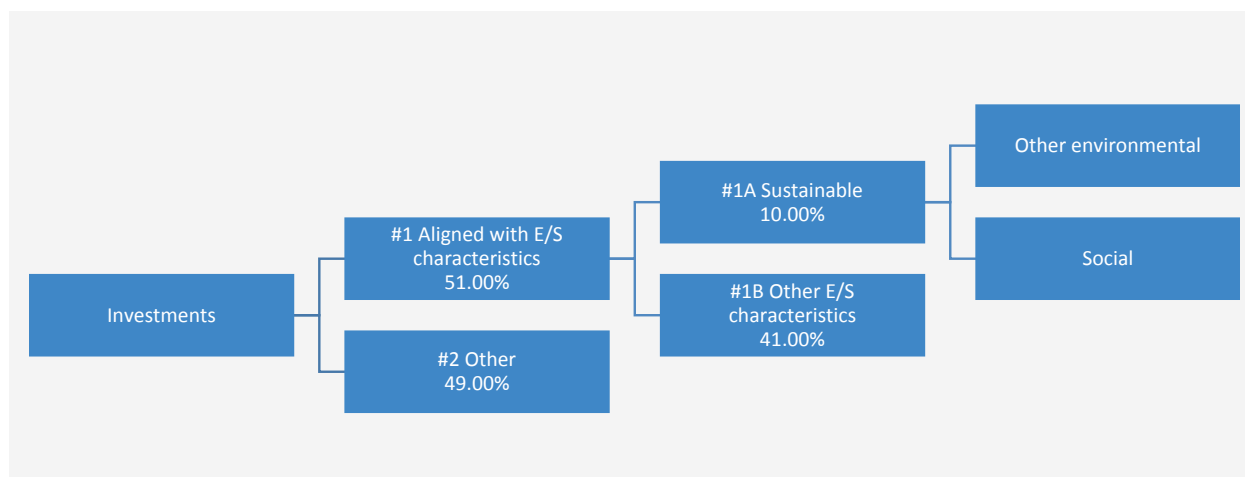 Investments
#1 Aligned with E/S
characteristics
51.00%
#2 Other
49.00%
#1A Sustainable
10.00%
#1B Other E/S
characteristics
41.00%
Other environmental
Social